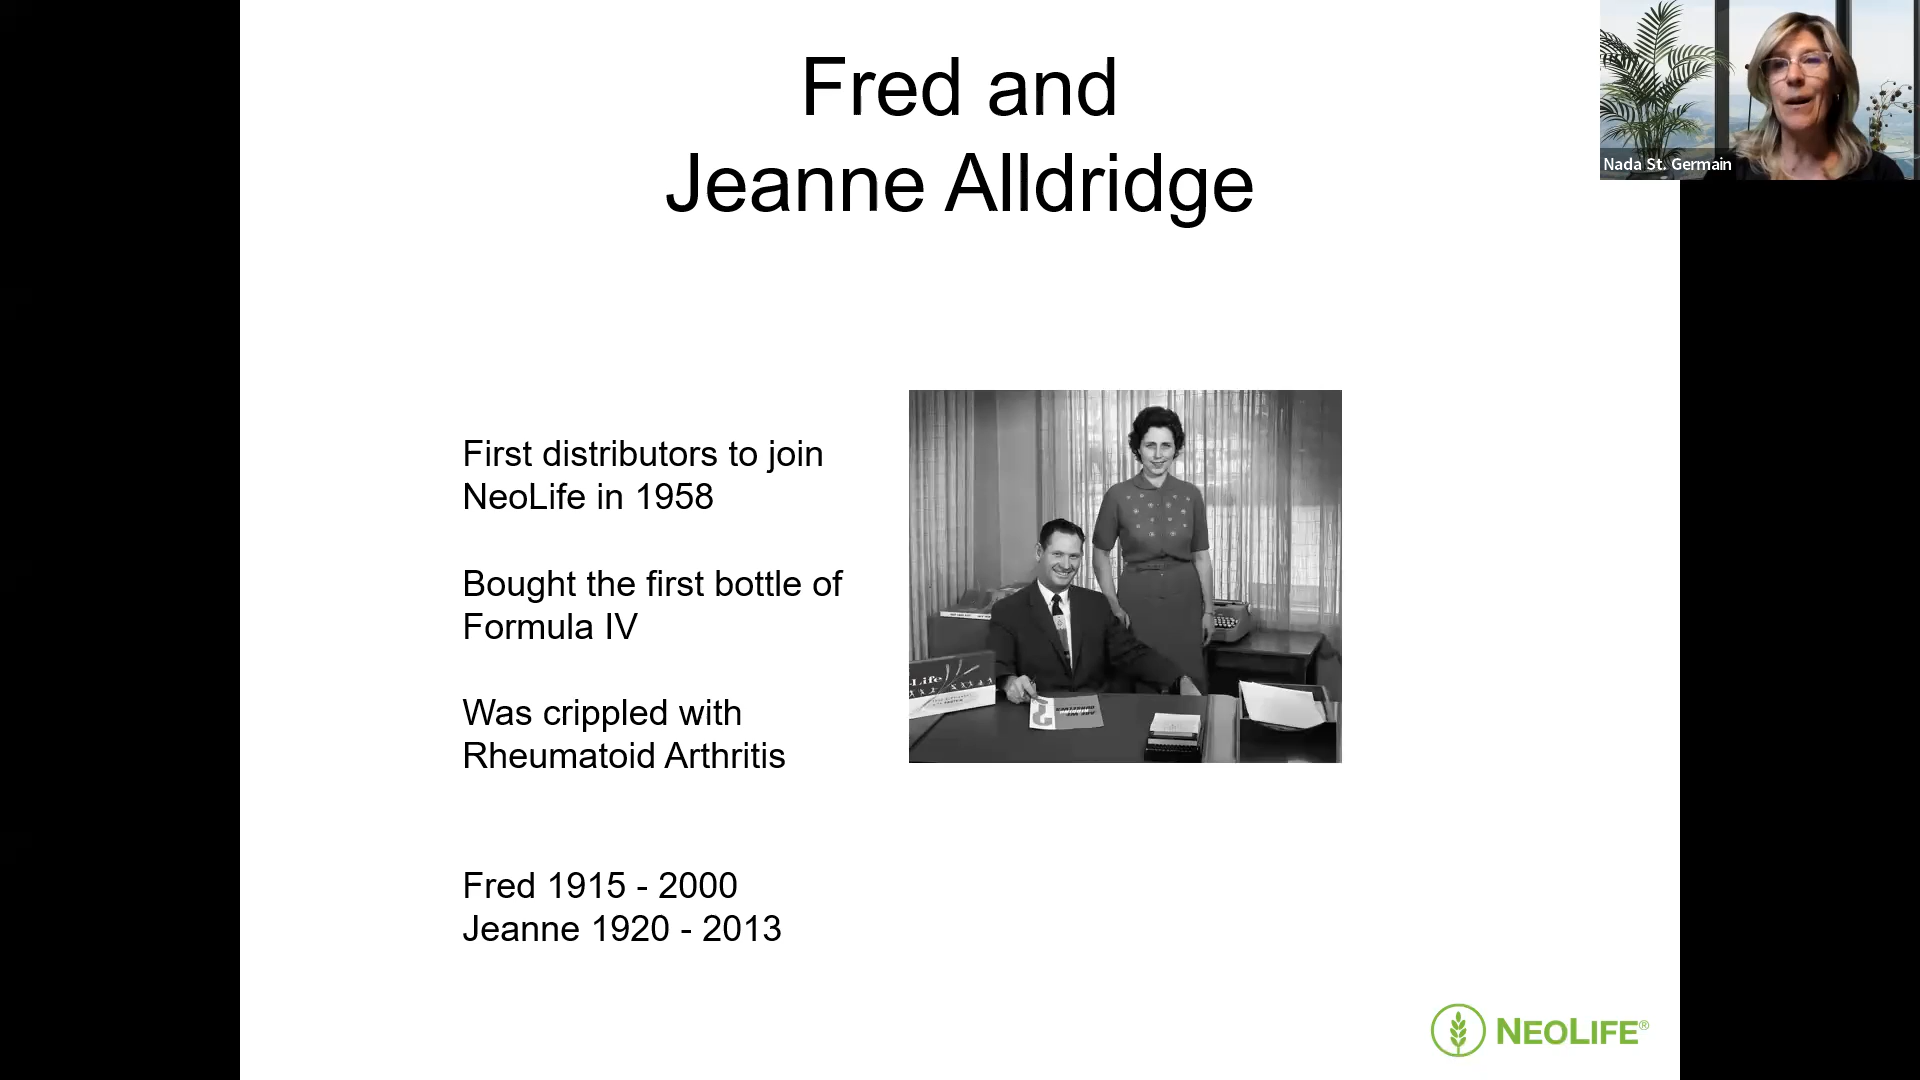 Fred and
Jeanne Alldridge
Nada St. Germain
First distributors to join
NeoLife in 1958
Bought the first bottle of
Formula IV
Was crippled with
Rheumatoid Arthritis
Life
Fred 1915 - 2000
Jeanne 1920 - 2013
NEOLIFE®